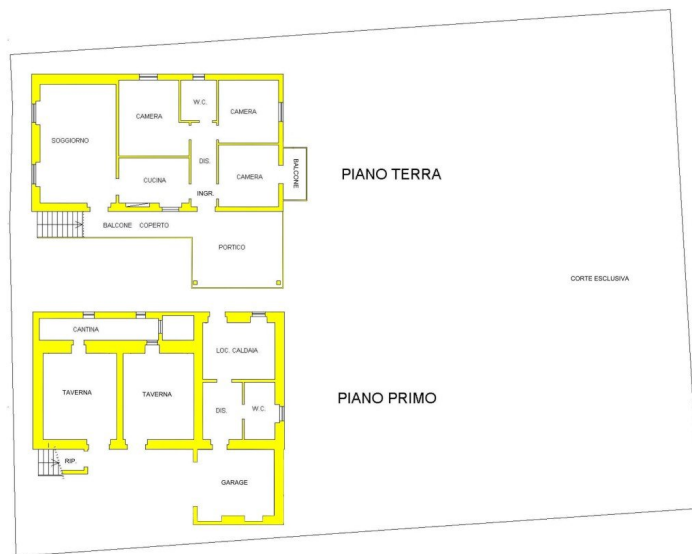 W.C.
CAMERA
CAMERA
SOGGIORNO
DIS.
CUCINA
CAMERA
BALCONE
INGR.
PIANO TERRA
BALCONE COPERTO
PORTICO
CORTE ESCLUSIVA
CANTINA
LOC. CALDAIA
TAVERNA
TAVERNA
PIANO PRIMO
DIS.
W.C.
RIP.
GARAGE